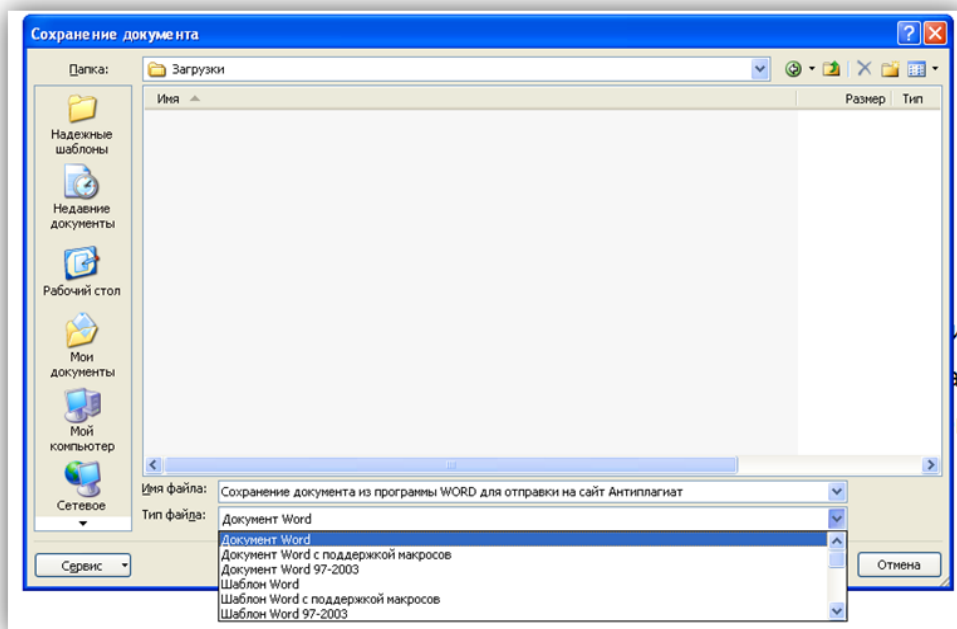 Сохранение документа
Папка:
Загрузки
Имя
Размер
Тип
Надежные
шаблоны
Недавние
документы
Рабочий стол
Мои
документы
Мой
компьютер
Сетевое
Имя файла:
Сохранение документа из программы WORD для отправки на сайт Антиплагиат
Тип файла:
Документ Word
Документ Word
Документ Word с поддержкой макросов
Документ Word 97-2003
Шаблон Word
Шаблон Word с поддержкой макросов
Шаблон Word 97-2003
Сервис
Отмена